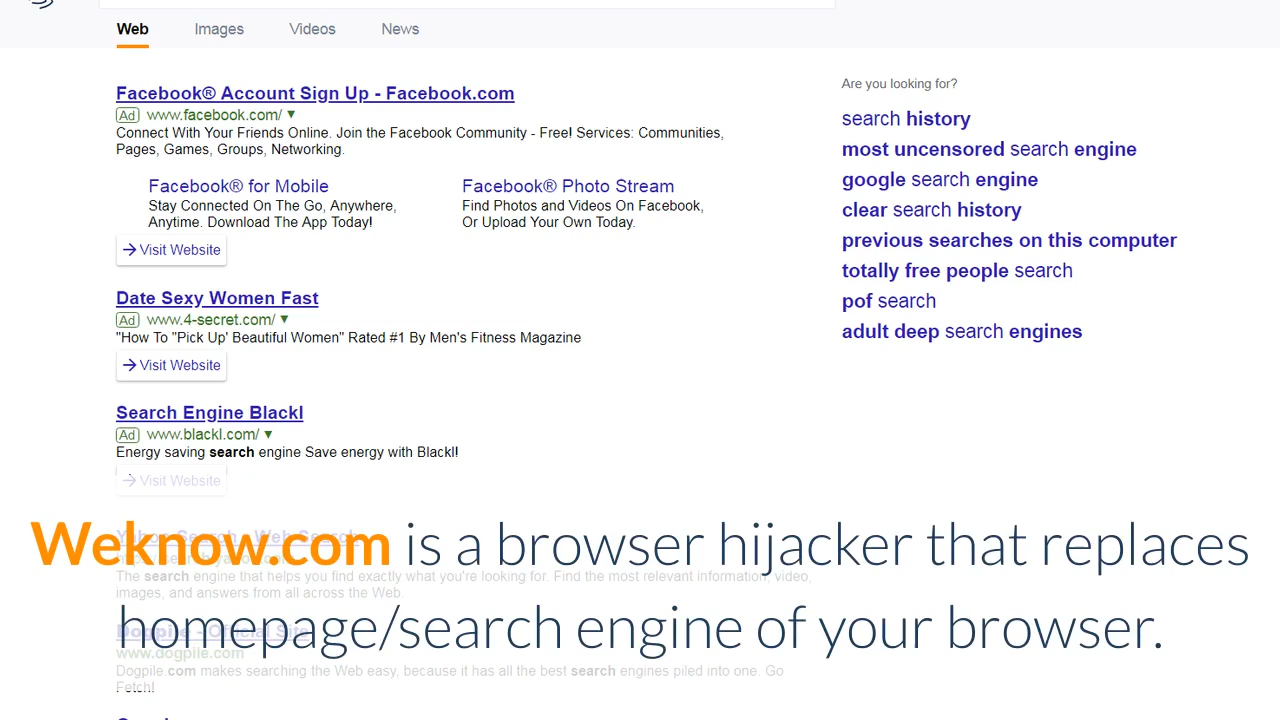 Web Images Videos News
Facebook® Account Sign Up - Facebook.com
Ad www.facebook.com/ ▼
Connect With Your Friends Online. Join the Facebook Community - Free! Services: Communities,
Pages, Games, Groups, Networking.
Facebook® for Mobile
Stay Connected On The Go, Anywhere,
Anytime. Download The App Today!
Facebook® Photo Stream
Find Photos and Videos On Facebook,
Or Upload Your Own Today.
Visit Website
Date Sexy Women Fast
Ad www.4-secret.com/ ▼
"How To "Pick Up' Beautiful Women" Rated #1 By Men's Fitness Magazine
Visit Website
Search Engine Blackl
Ad www.blackl.com/ ▼
Energy saving search engine Save energy with Blackl!
Visit Website
Are you looking for?
search history
most uncensored search engine
google search engine
clear search history
previous searches on this computer
totally free people search
pof search
adult deep search engines
Weknow.com is a browser hijacker that replaces
homepage/search engine of your browser.
Yahoo Search - Web Search
The search engine that helps you find exactly what you're looking for. Find the most relevant information, video,
images, and answers from all across the Web.
Dogpile - Official Site
www.dogpile.com
Dogpile.com makes searching the Web easy, because it has all the best search engines piled into one. Go
Fetch!